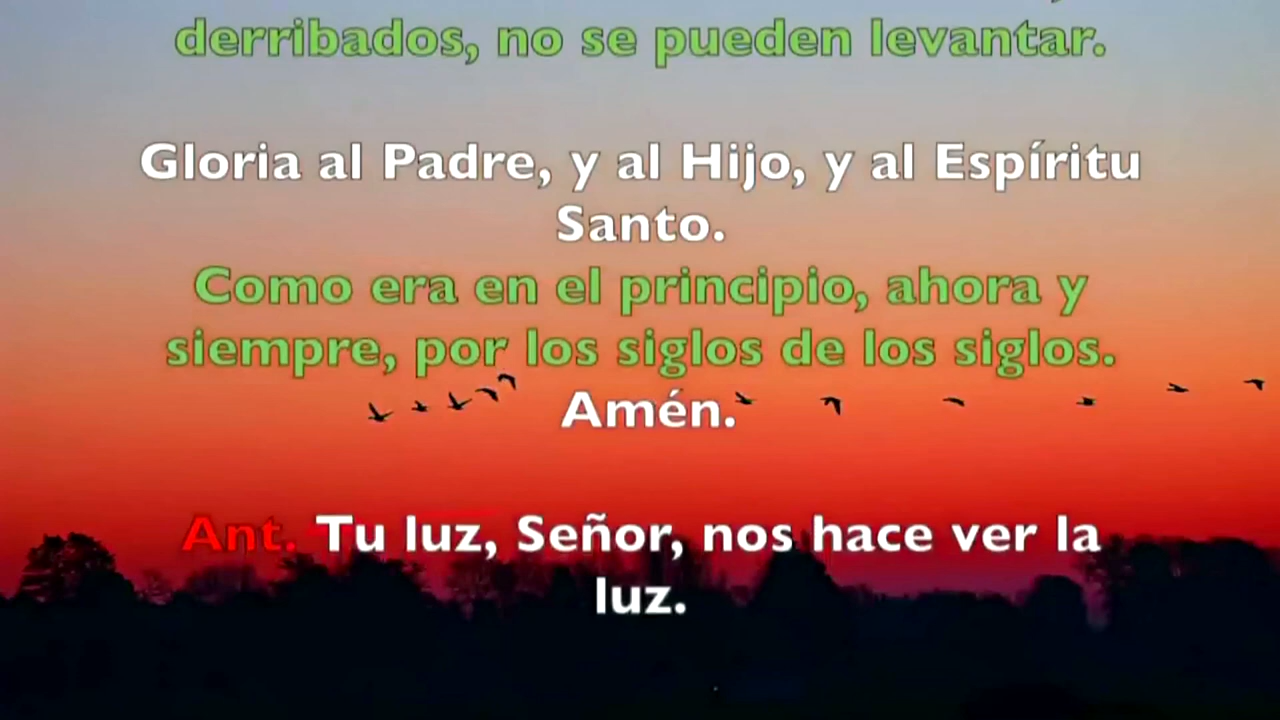 derribados, no se pueden levantar.
Gloria al Padre, y al Hijo, y al Espíritu
Santo.
Como era en el principio, ahora y
siempre, por los siglos de los siglos.
Amén.
Ant. Tu luz, Señor, nos hace ver la
luz.